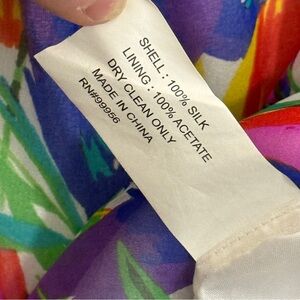 SHELL : 100% SILK
LINING : 100% ACETATE
DRY CLEAN ONLY
MADE IN CHINA
RN#99956